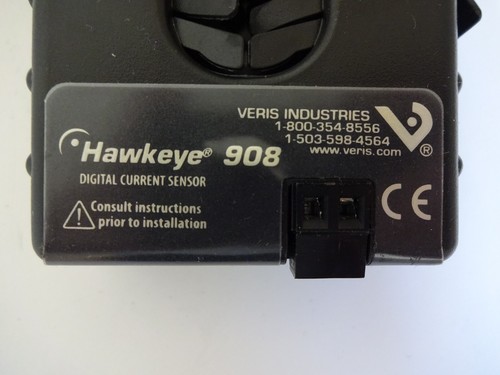 VERIS INDUSTRIES
1-800-354-8556
1-503-598-4564
www.veris.com
®
Hawkeye® 908
DIGITAL CURRENT SENSOR
Consult instructions
prior to installation
CE